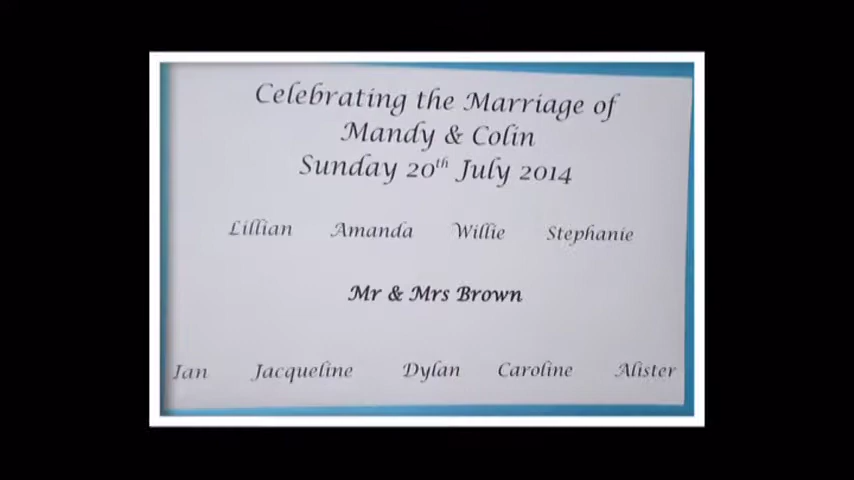 Celebrating the Marriage of
Mandy & Colin
Sunday 20th July 2014
Lillian Amanda Willie Stephanie
Mr & Mrs Brown
Ian Jacqueline Dylan Caroline Alister